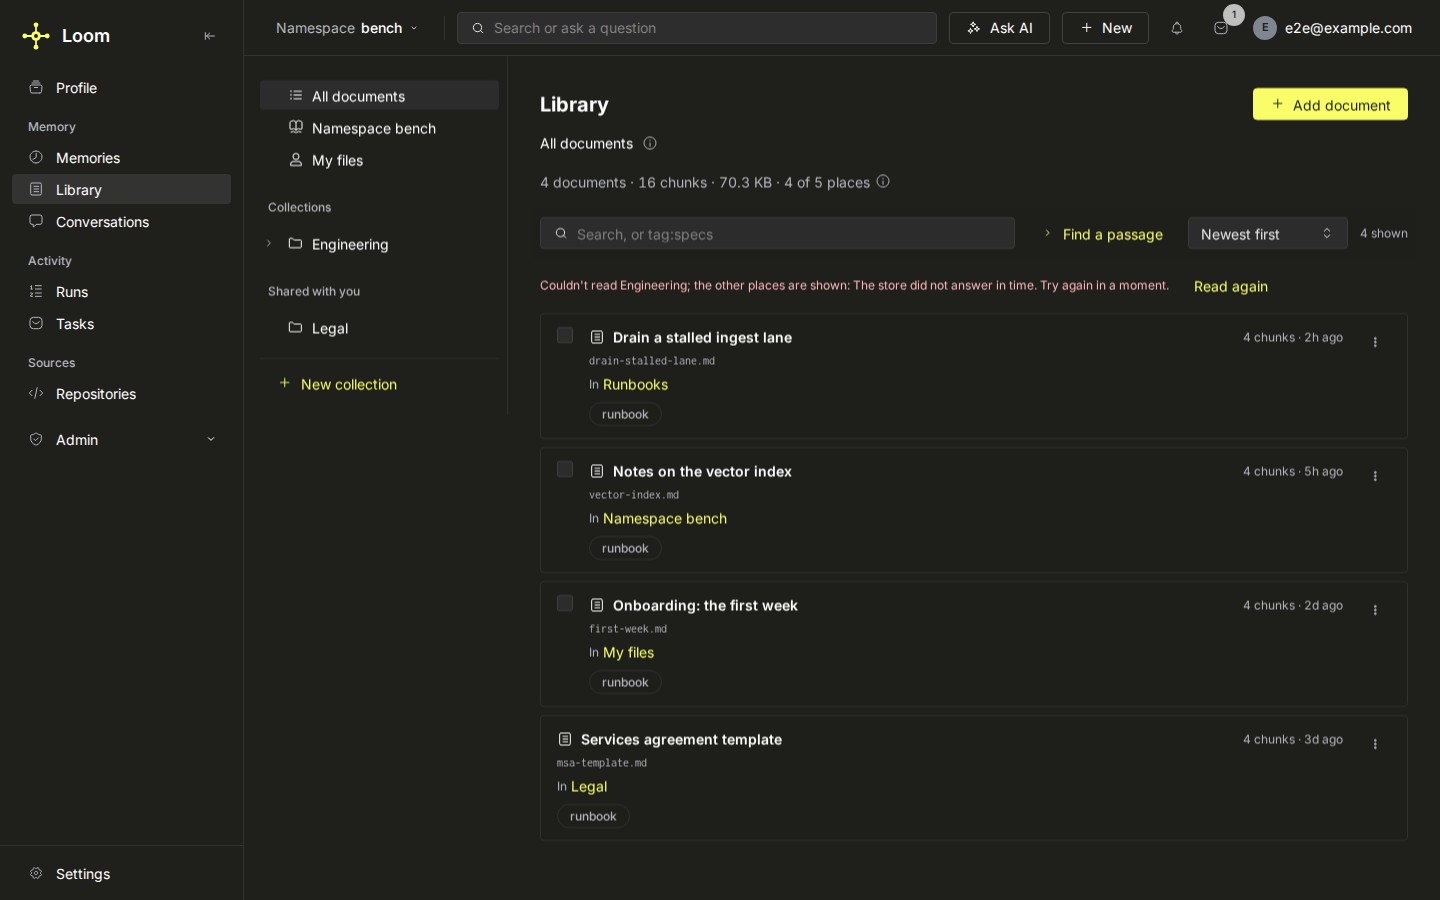 Loom
Profile
Memory
Memories
Library
Conversations
Activity
Runs
Tasks
Sources
Repositories
Admin
Settings
Namespace bench
Search or ask a question
Ask AI
New
1
E
e2e@example.com
All documents
Namespace bench
My files
Collections
Engineering
Shared with you
Legal
New collection
Library
Add document
All documents
4 documents · 16 chunks · 70.3 KB · 4 of 5 places
Search, or tag:specs
Find a passage
Newest first
4 shown
Couldn't read Engineering; the other places are shown: The store did not answer in time. Try again in a moment.
Read again
Drain a stalled ingest lane
4 chunks · 2h ago
drain-stalled-lane.md
In Runbooks
runbook
Notes on the vector index
4 chunks · 5h ago
vector-index.md
In Namespace bench
runbook
Onboarding: the first week
4 chunks · 2d ago
first-week.md
In My files
runbook
Services agreement template
4 chunks · 3d ago
msa-template.md
In Legal
runbook